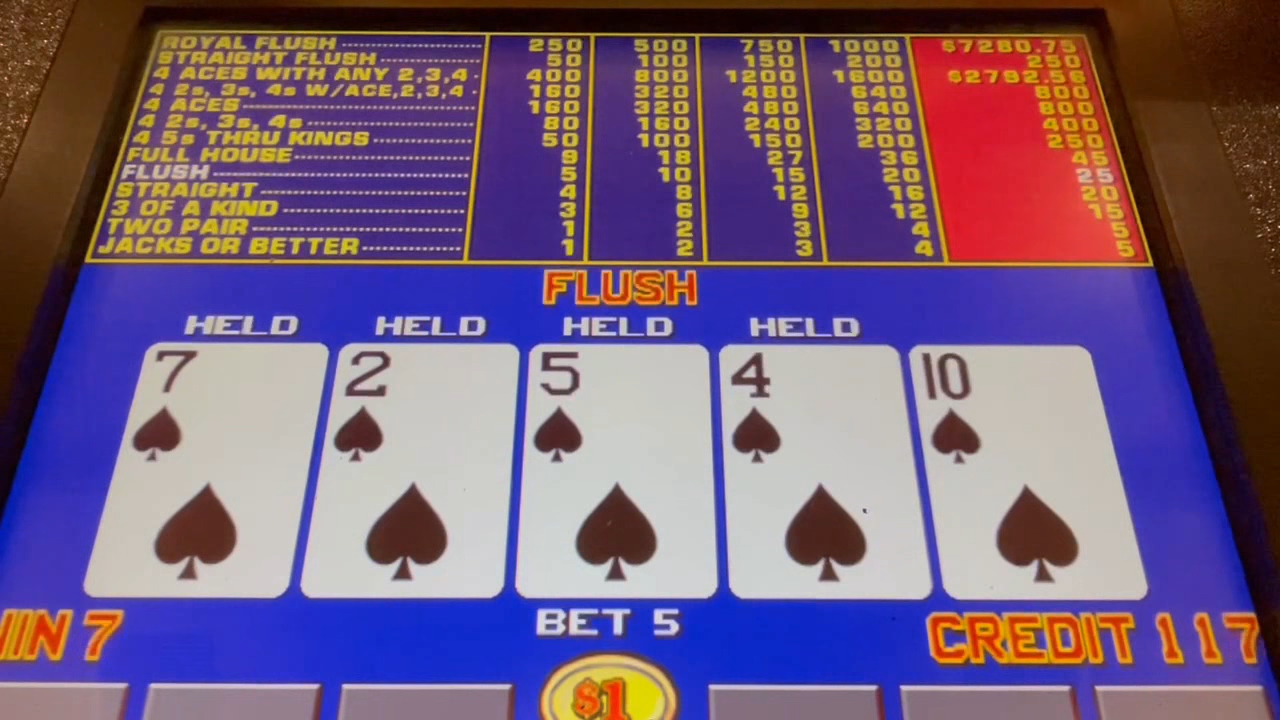 ROYAL FLUSH 250 500 750 1000 $7280.75
STRAIGHT FLUSH 50 100 150 200 250
4 ACES WITH ANY 2,3,4 400 800 1200 1600 $2792.56
4 2s, 3s, 4s W/ACE,2,3,4 160 320 480 640 800
4 ACES 160 320 480 640 800
4 2s, 3s, 4s 80 160 240 320 400
4 5s THRU KINGS 50 100 150 200 250
FULL HOUSE 9 18 27 36 45
FLUSH 5 10 15 20 25
STRAIGHT 4 8 12 16 20
3 OF A KIND 3 6 9 12 15
TWO PAIR 1 2 3 4 5
JACKS OR BETTER 1 2 3 4 5
FLUSH
HELD HELD HELD HELD
7 2 5 4 10
7 BET 5 CREDIT 117
$1